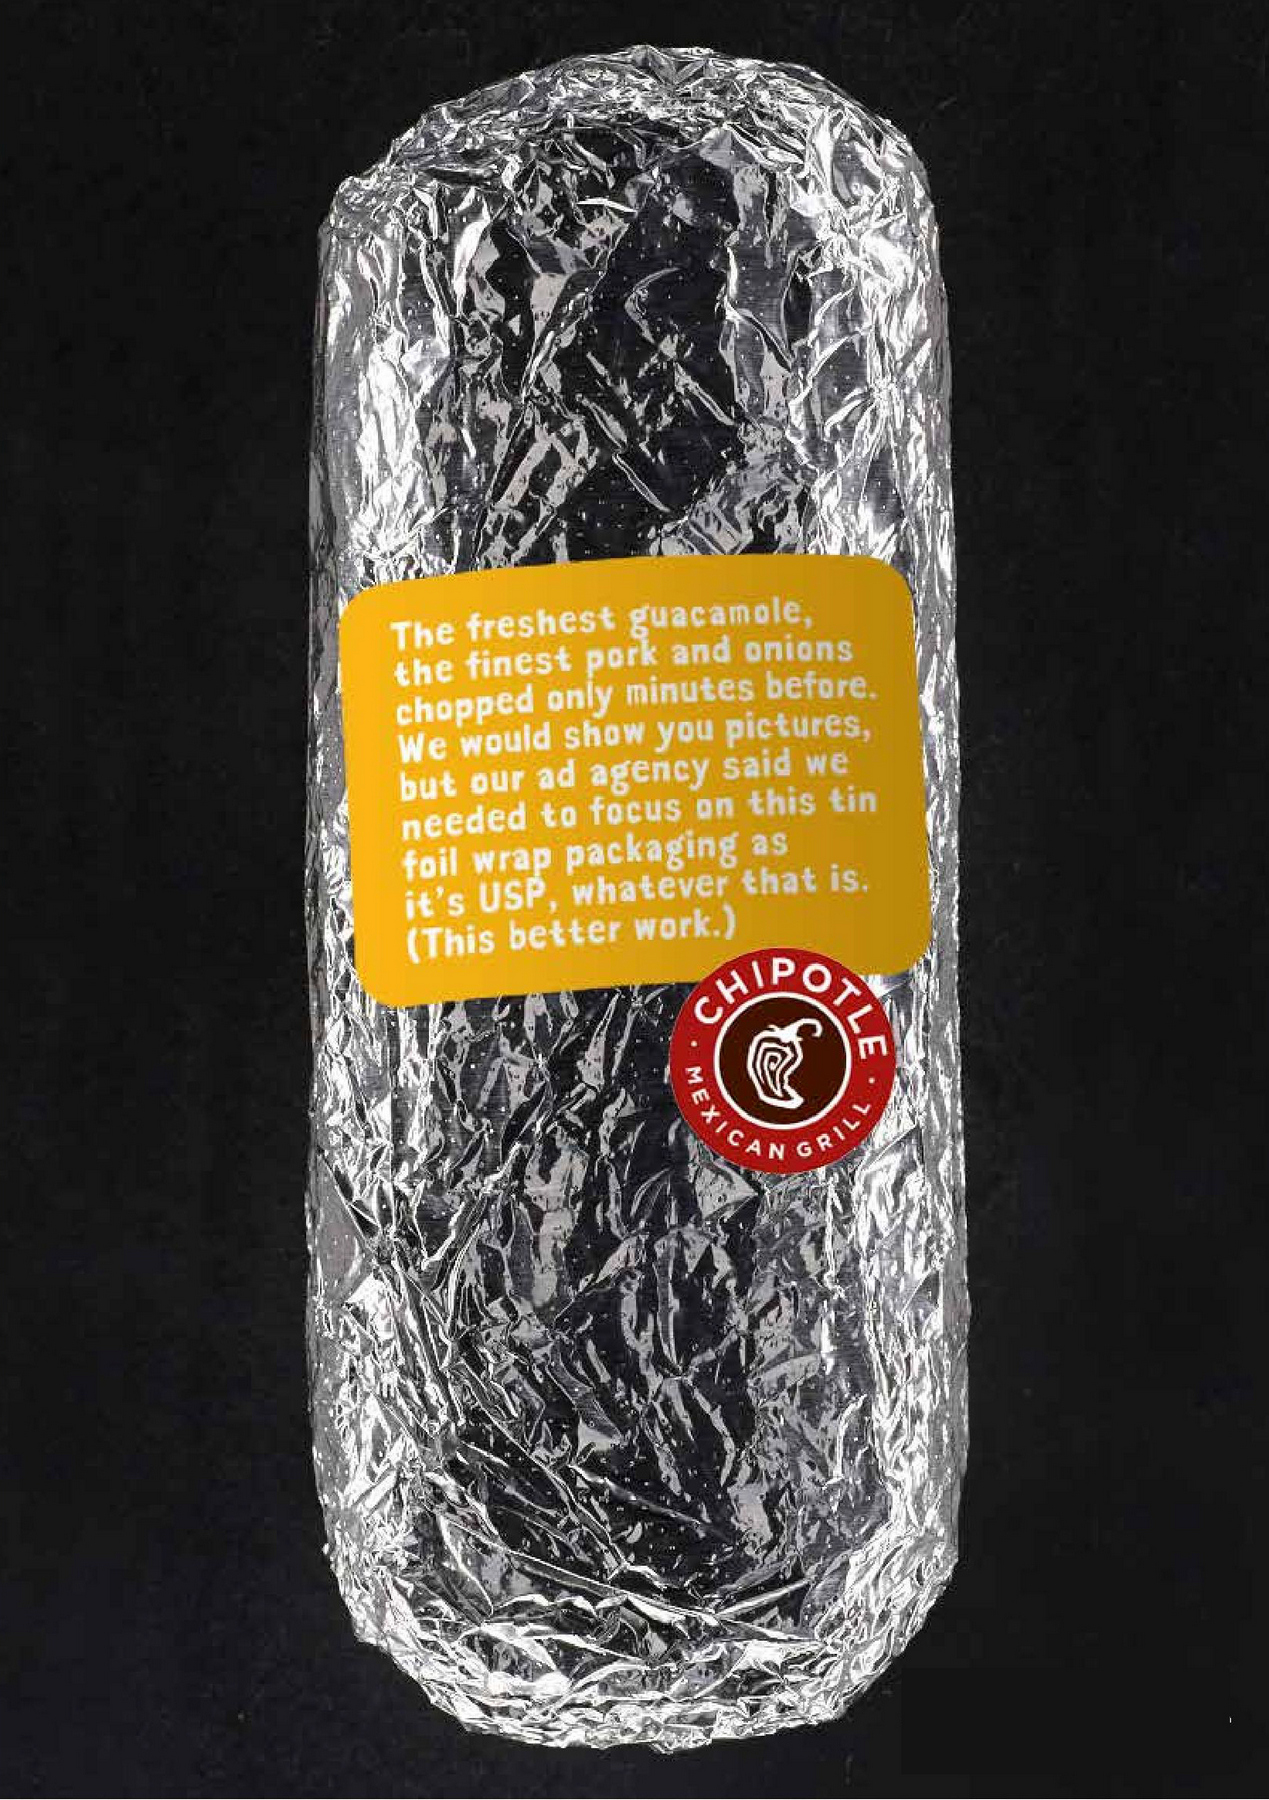 The freshest guacamole,
the finest pork and onions
chopped only minutes before.
We would show you pictures,
but our ad agency said we
needed to focus on this tin
foil wrap packaging as
it's USP, whatever that is.
(This better work.)
CHIPOTLE
MEXICAN GRILL